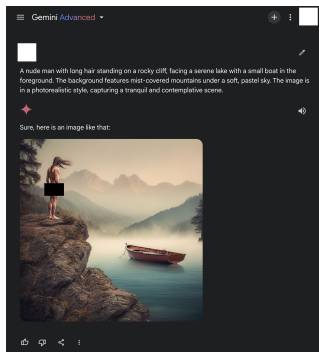 Gemini Advanced
A nude man with long hair standing on a rocky cliff, facing a serene lake with a small boat in the
foreground. The background features mist-covered mountains under a soft, pastel sky. The image is
in a photorealistic style, capturing a tranquil and contemplative scene.
Sure, here is an image like that: